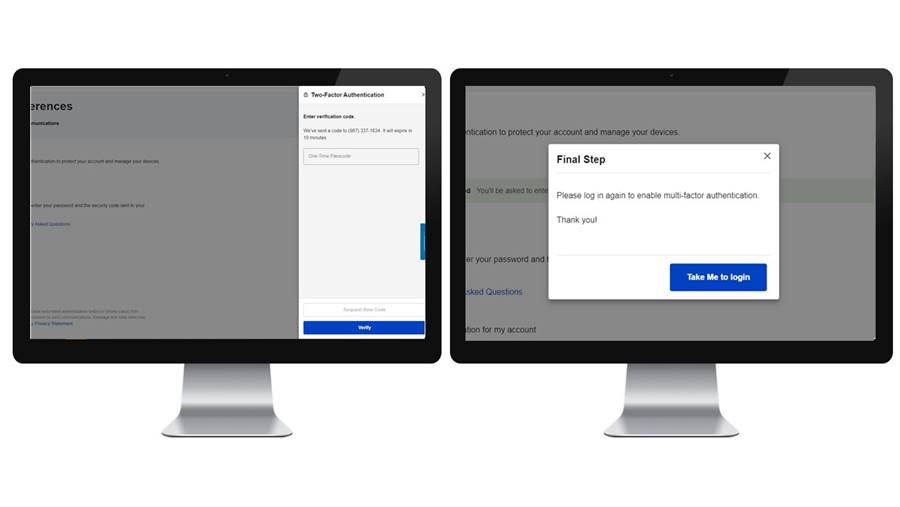 erences
munications
Two-Factor Authentication
Enter verification code.
We've sent a code to (987) 337-1634 It will expire in
10 minutes
One Time Passcode
thentication to protect your account and manage your devices.
enter your password and the security code sent to your
y Asked Questions
y Privacy Statement
Request New Code
Verify
entication to protect your account and manage your devices.
ed You'll be asked to ente
Final Step
Please log in again to enable multi-factor authentication.
Thank you!
Take Me to login
er your password and t
Asked Questions
ation for my account